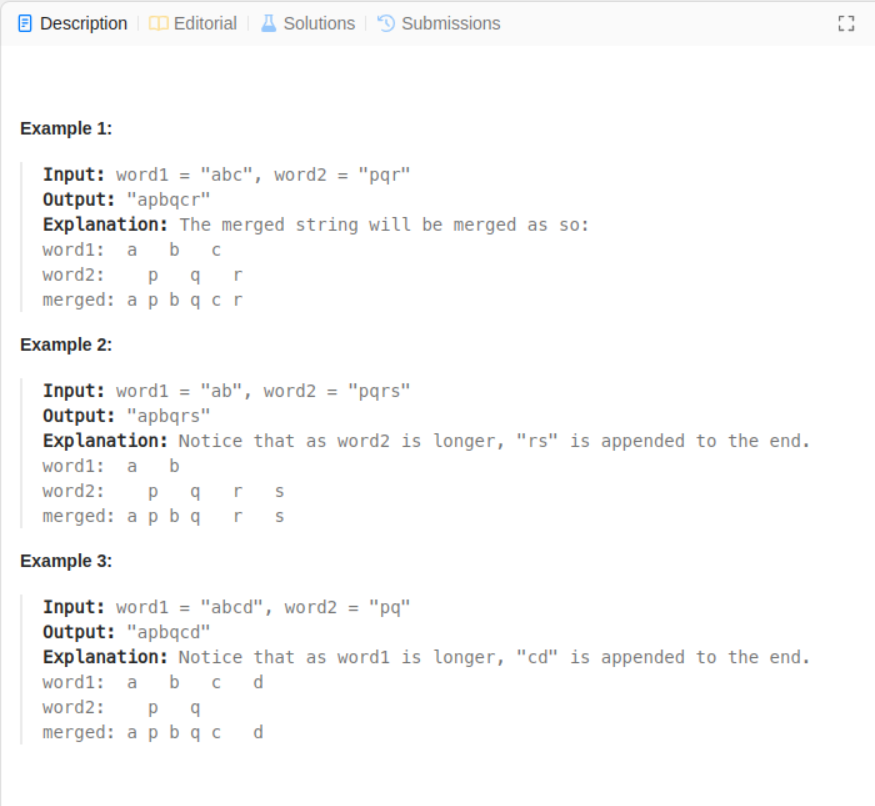 Description Editorial Solutions Submissions
Example 1:
Input: word1 = "abc", word2 = "pqr"
Output: "apbqcr"
Explanation: The merged string will be merged as so:
word1:  a   b   c
word2:    p   q   r
merged: a p b q c r
Example 2:
Input: word1 = "ab", word2 = "pqrs"
Output: "apbqrs"
Explanation: Notice that as word2 is longer, "rs" is appended to the end.
word1:  a   b
word2:    p   q   r   s
merged: a p b q   r   s
Example 3:
Input: word1 = "abcd", word2 = "pq"
Output: "apbqcd"
Explanation: Notice that as word1 is longer, "cd" is appended to the end.
word1:  a   b   c   d
word2:    p   q
merged: a p b q c   d